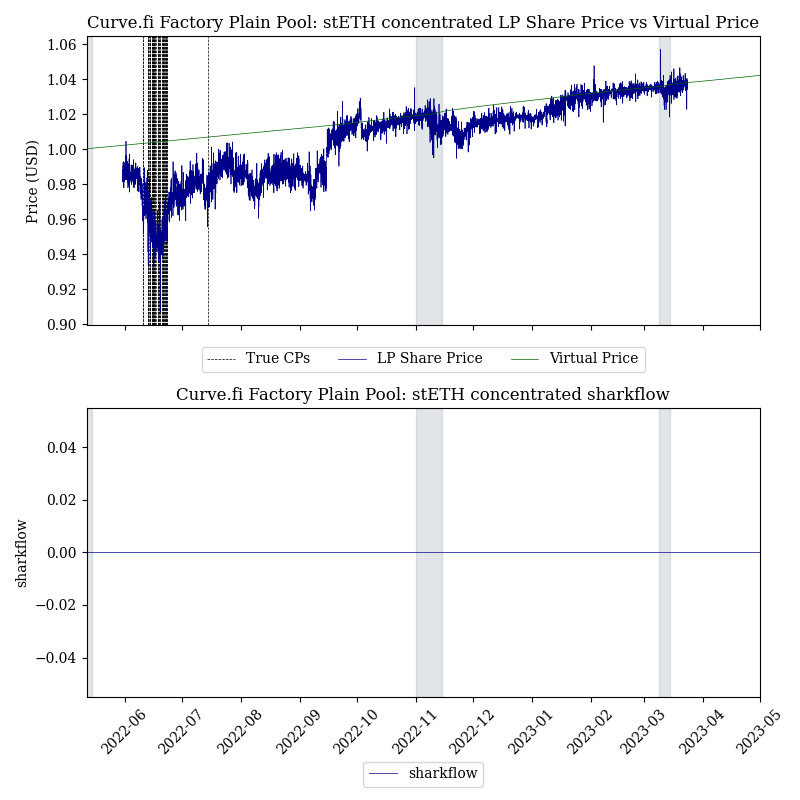 Curve.fi Factory Plain Pool: stETH concentrated LP Share Price vs Virtual Price
Price (USD)
1.06
1.04
1.02
1.00
0.98
0.96
0.94
0.92
0.90
True CPs LP Share Price Virtual Price
Curve.fi Factory Plain Pool: stETH concentrated sharkflow
sharkflow
0.04
0.02
0.00
−0.02
−0.04
2022-06 2022-07 2022-08 2022-09 2022-10 2022-11 2022-12 2023-01 2023-02 2023-03 2023-04 2023-05
sharkflow